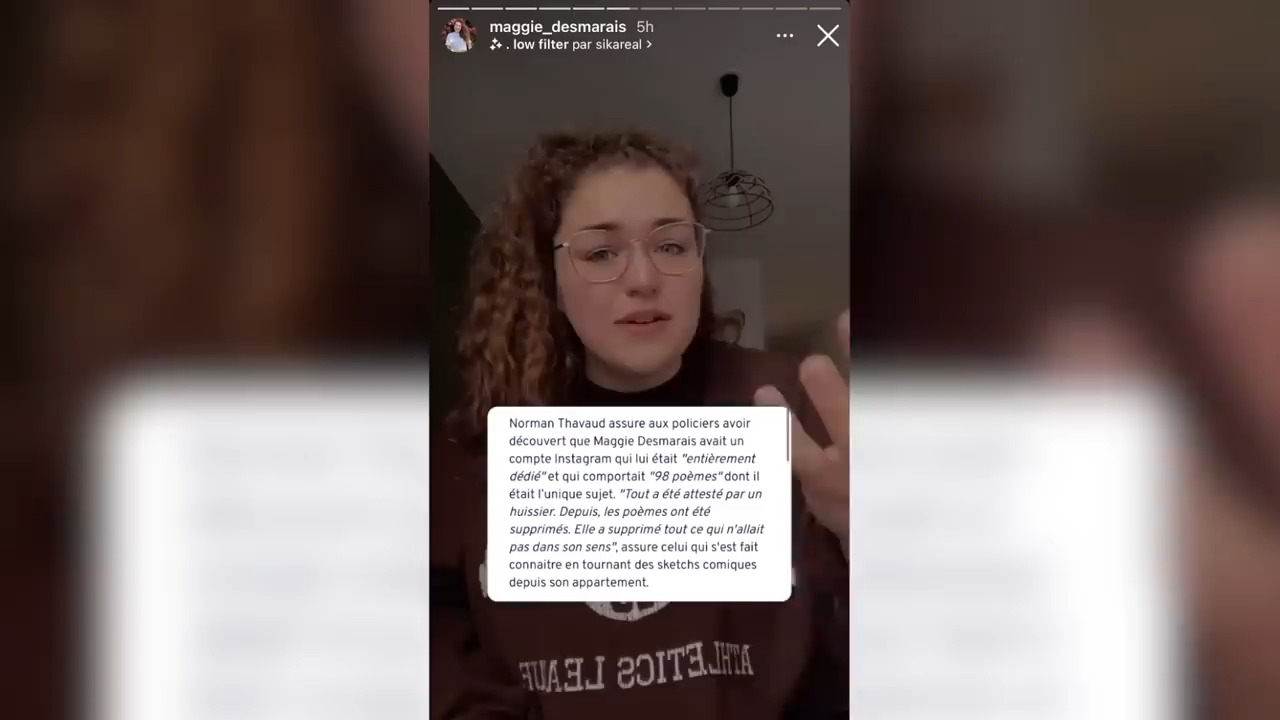 maggie_desmarais 5h
. low filter par sikareal >
Norman Thavaud assure aux policiers avoir
découvert que Maggie Desmarais avait un
compte Instagram qui lui était "entièrement
dédié" et qui comportait "98 poèmes" dont il
était l'unique sujet. "Tout a été attesté par un
huissier. Depuis, les poèmes ont été
supprimés. Elle a supprimé tout ce qui n'allait
pas dans son sens", assure celui qui s'est fait
connaitre en tournant des sketchs comiques
depuis son appartement.
ATHLETICS LEAUE